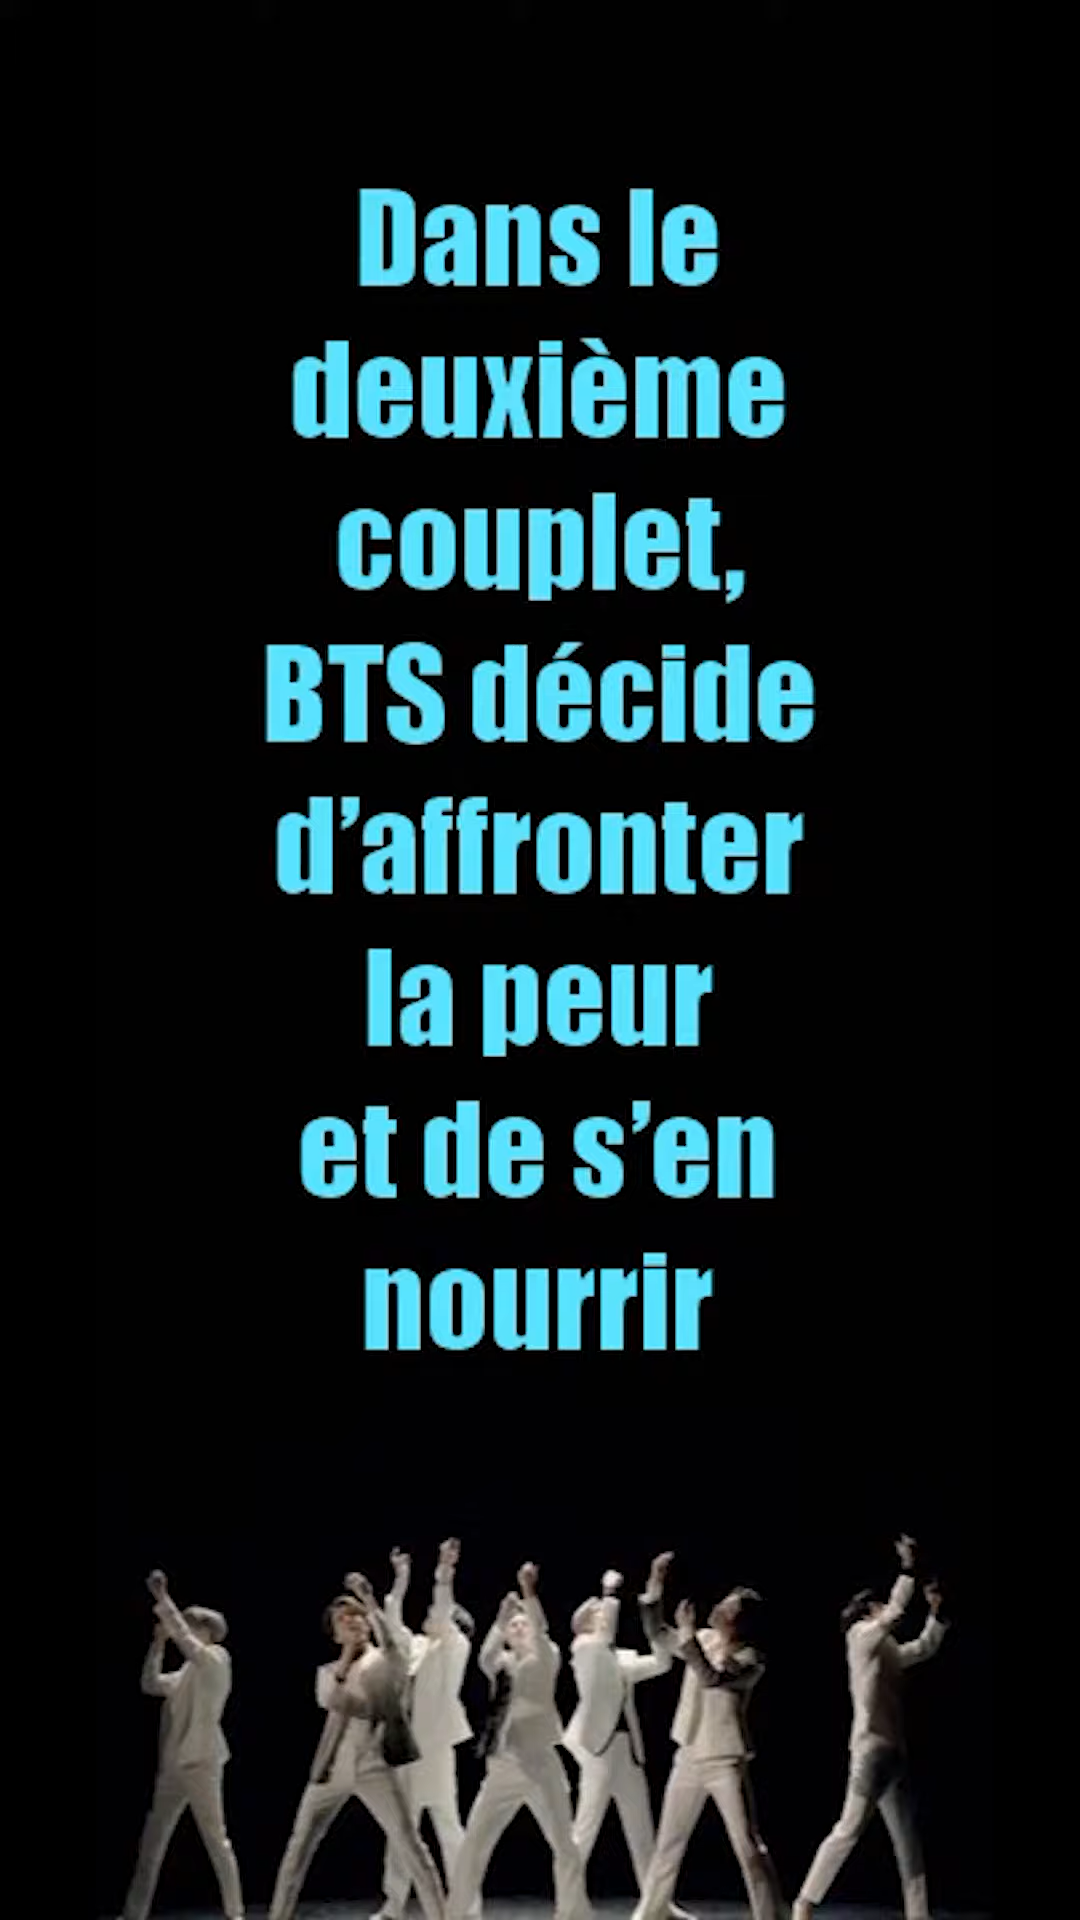 Dans le
deuxième
couplet,
BTS décide
d’affronter
la peur
et de s’en
nourrir